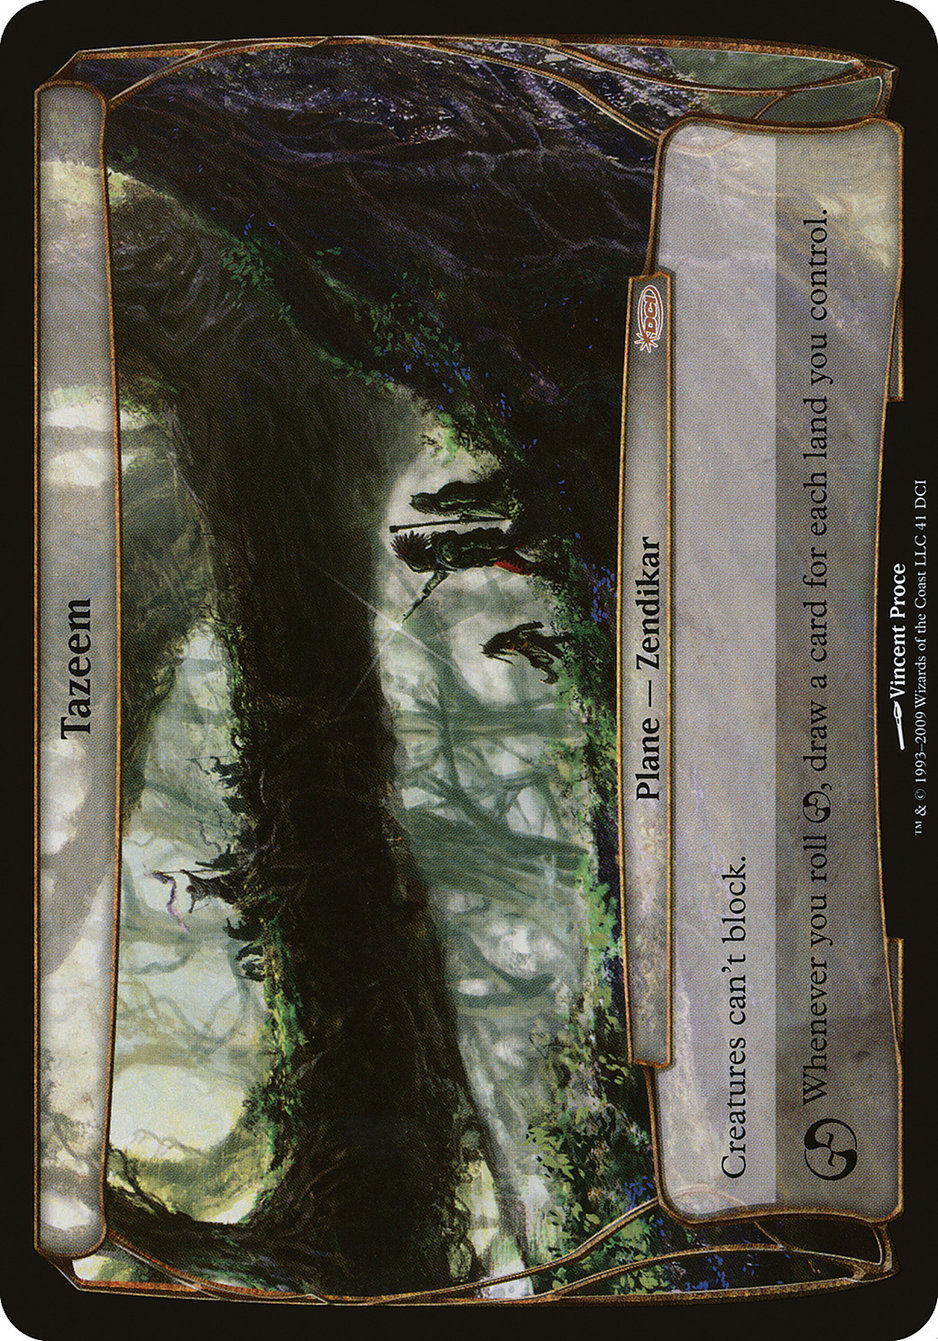 Tazeem
Plane — Zendikar
DCI
Creatures can't block.
Whenever you roll , draw a card for each land you control.
Vincent Proce
™ & © 1993–2009 Wizards of the Coast LLC 41 DCI